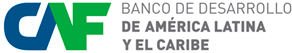 CAF
BANCO DE DESARROLLO
DE AMÉRICA LATINA
Y EL CARIBE